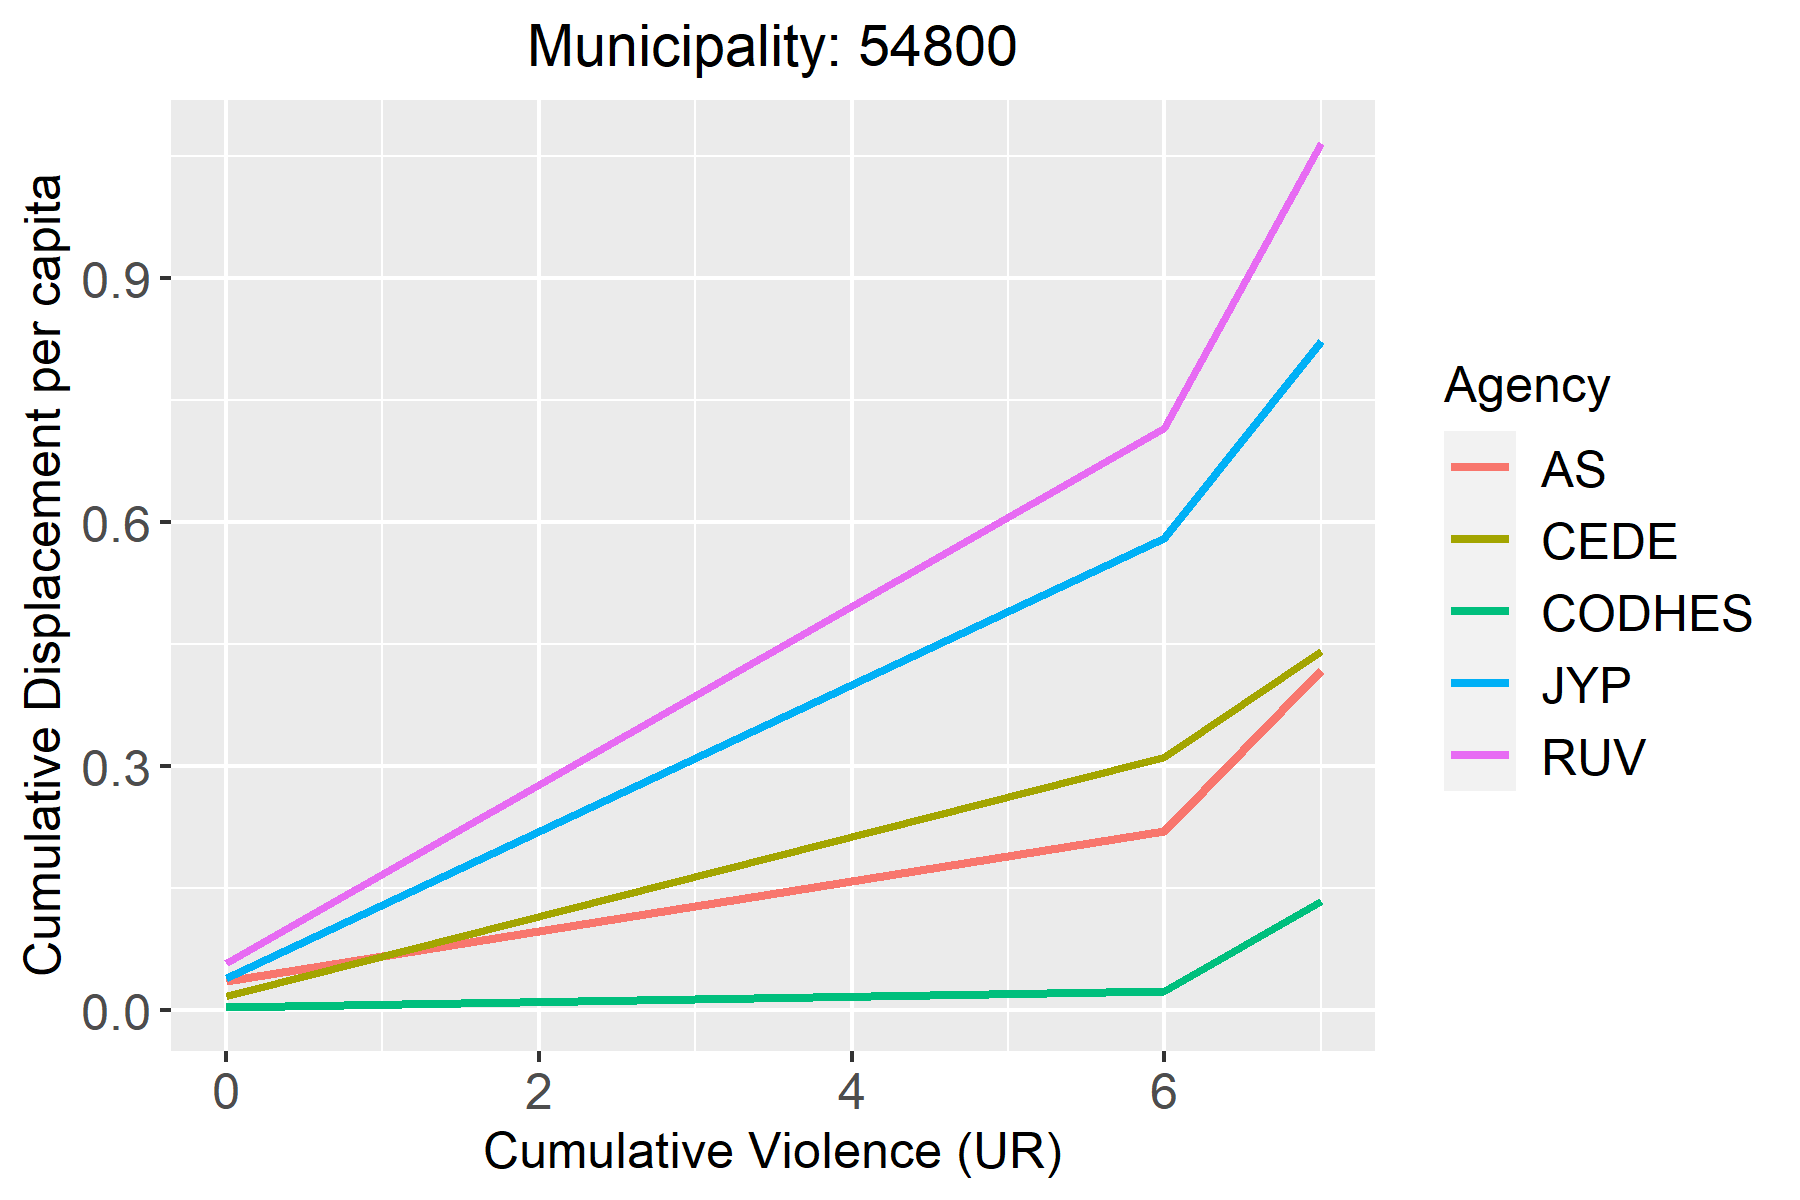 Municipality: 54800
Cumulative Displacement per capita
0.9
0.6
0.3
0.0
0
2
4
6
Cumulative Violence (UR)
Agency
AS
CEDE
CODHES
JYP
RUV